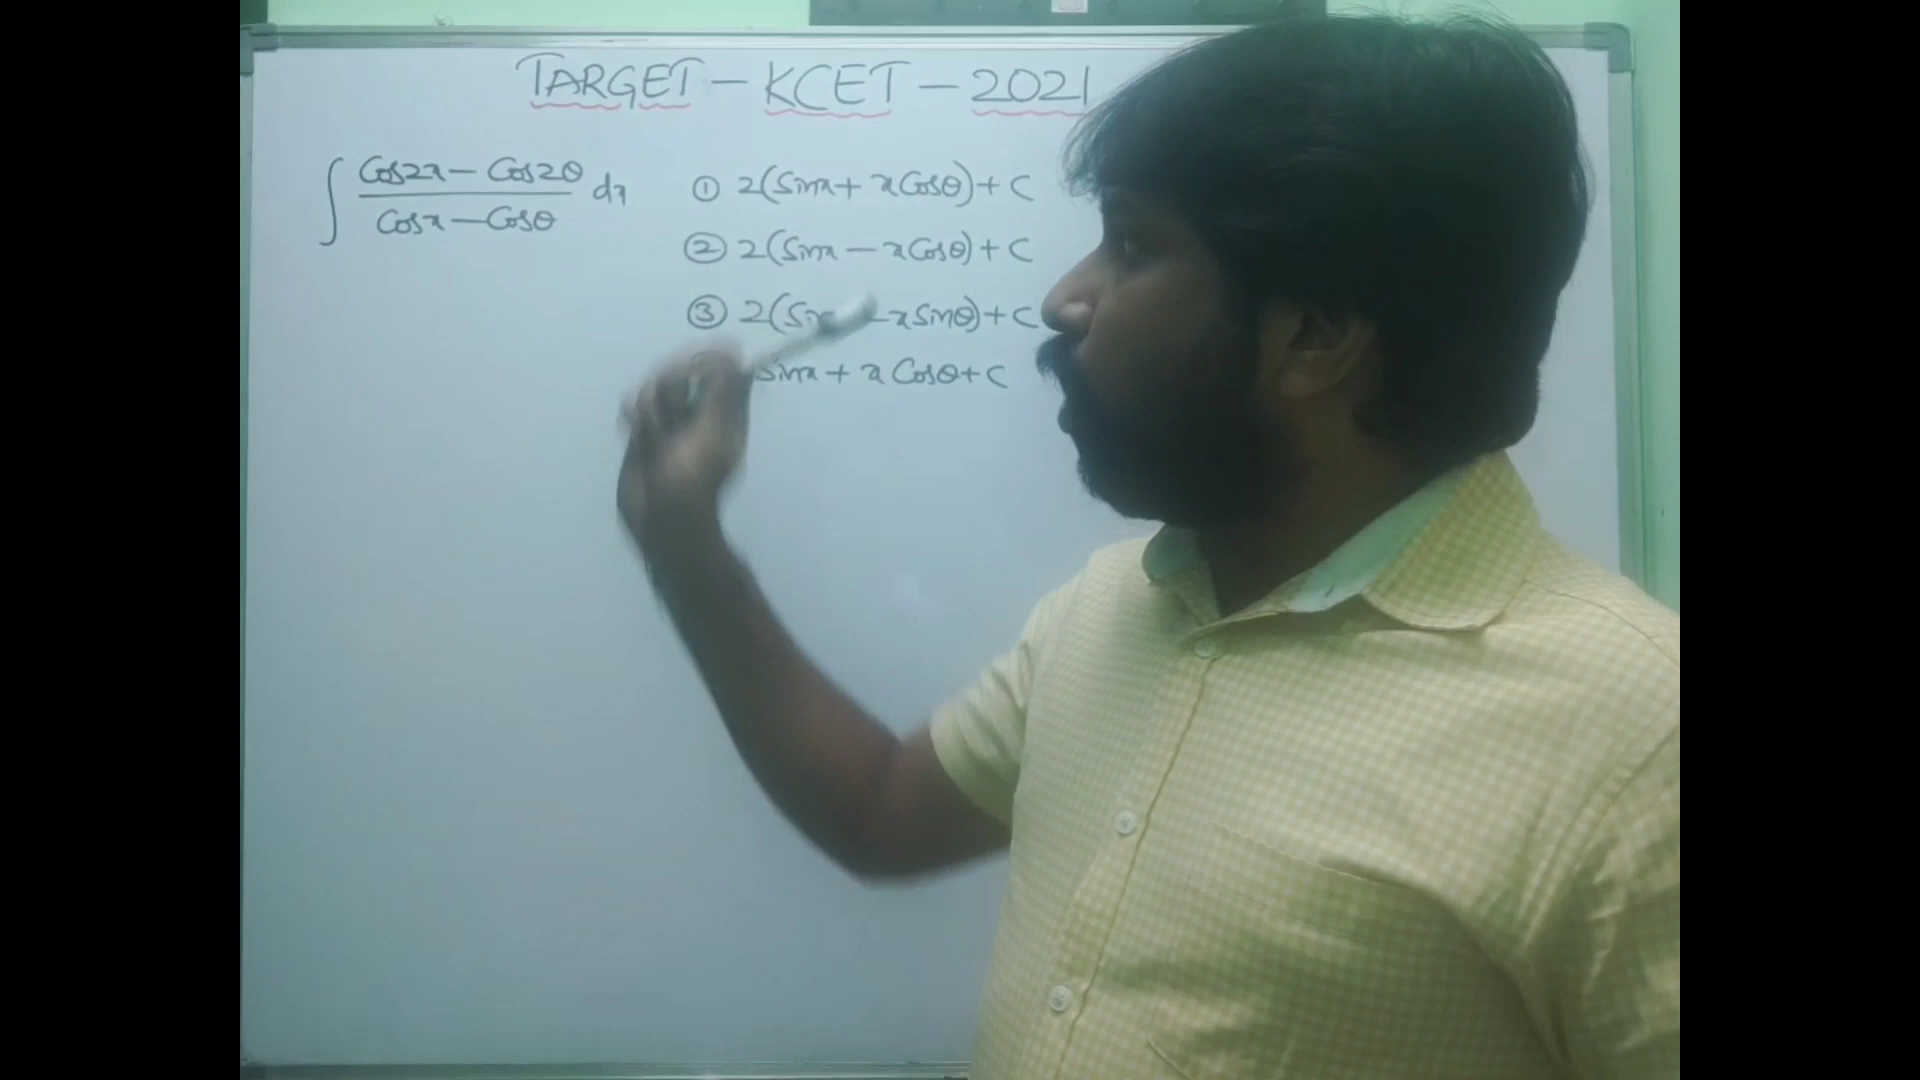 TARGET - KCET - 2021
∫ (Cos2x - Cos2θ)/(Cosx - Cosθ) dx
① 2(Sinx + xCosθ) + C
② 2(Sinx - xCosθ) + C
③ 2(Sin - xSinθ) + C
Sinx + x Cosθ + C